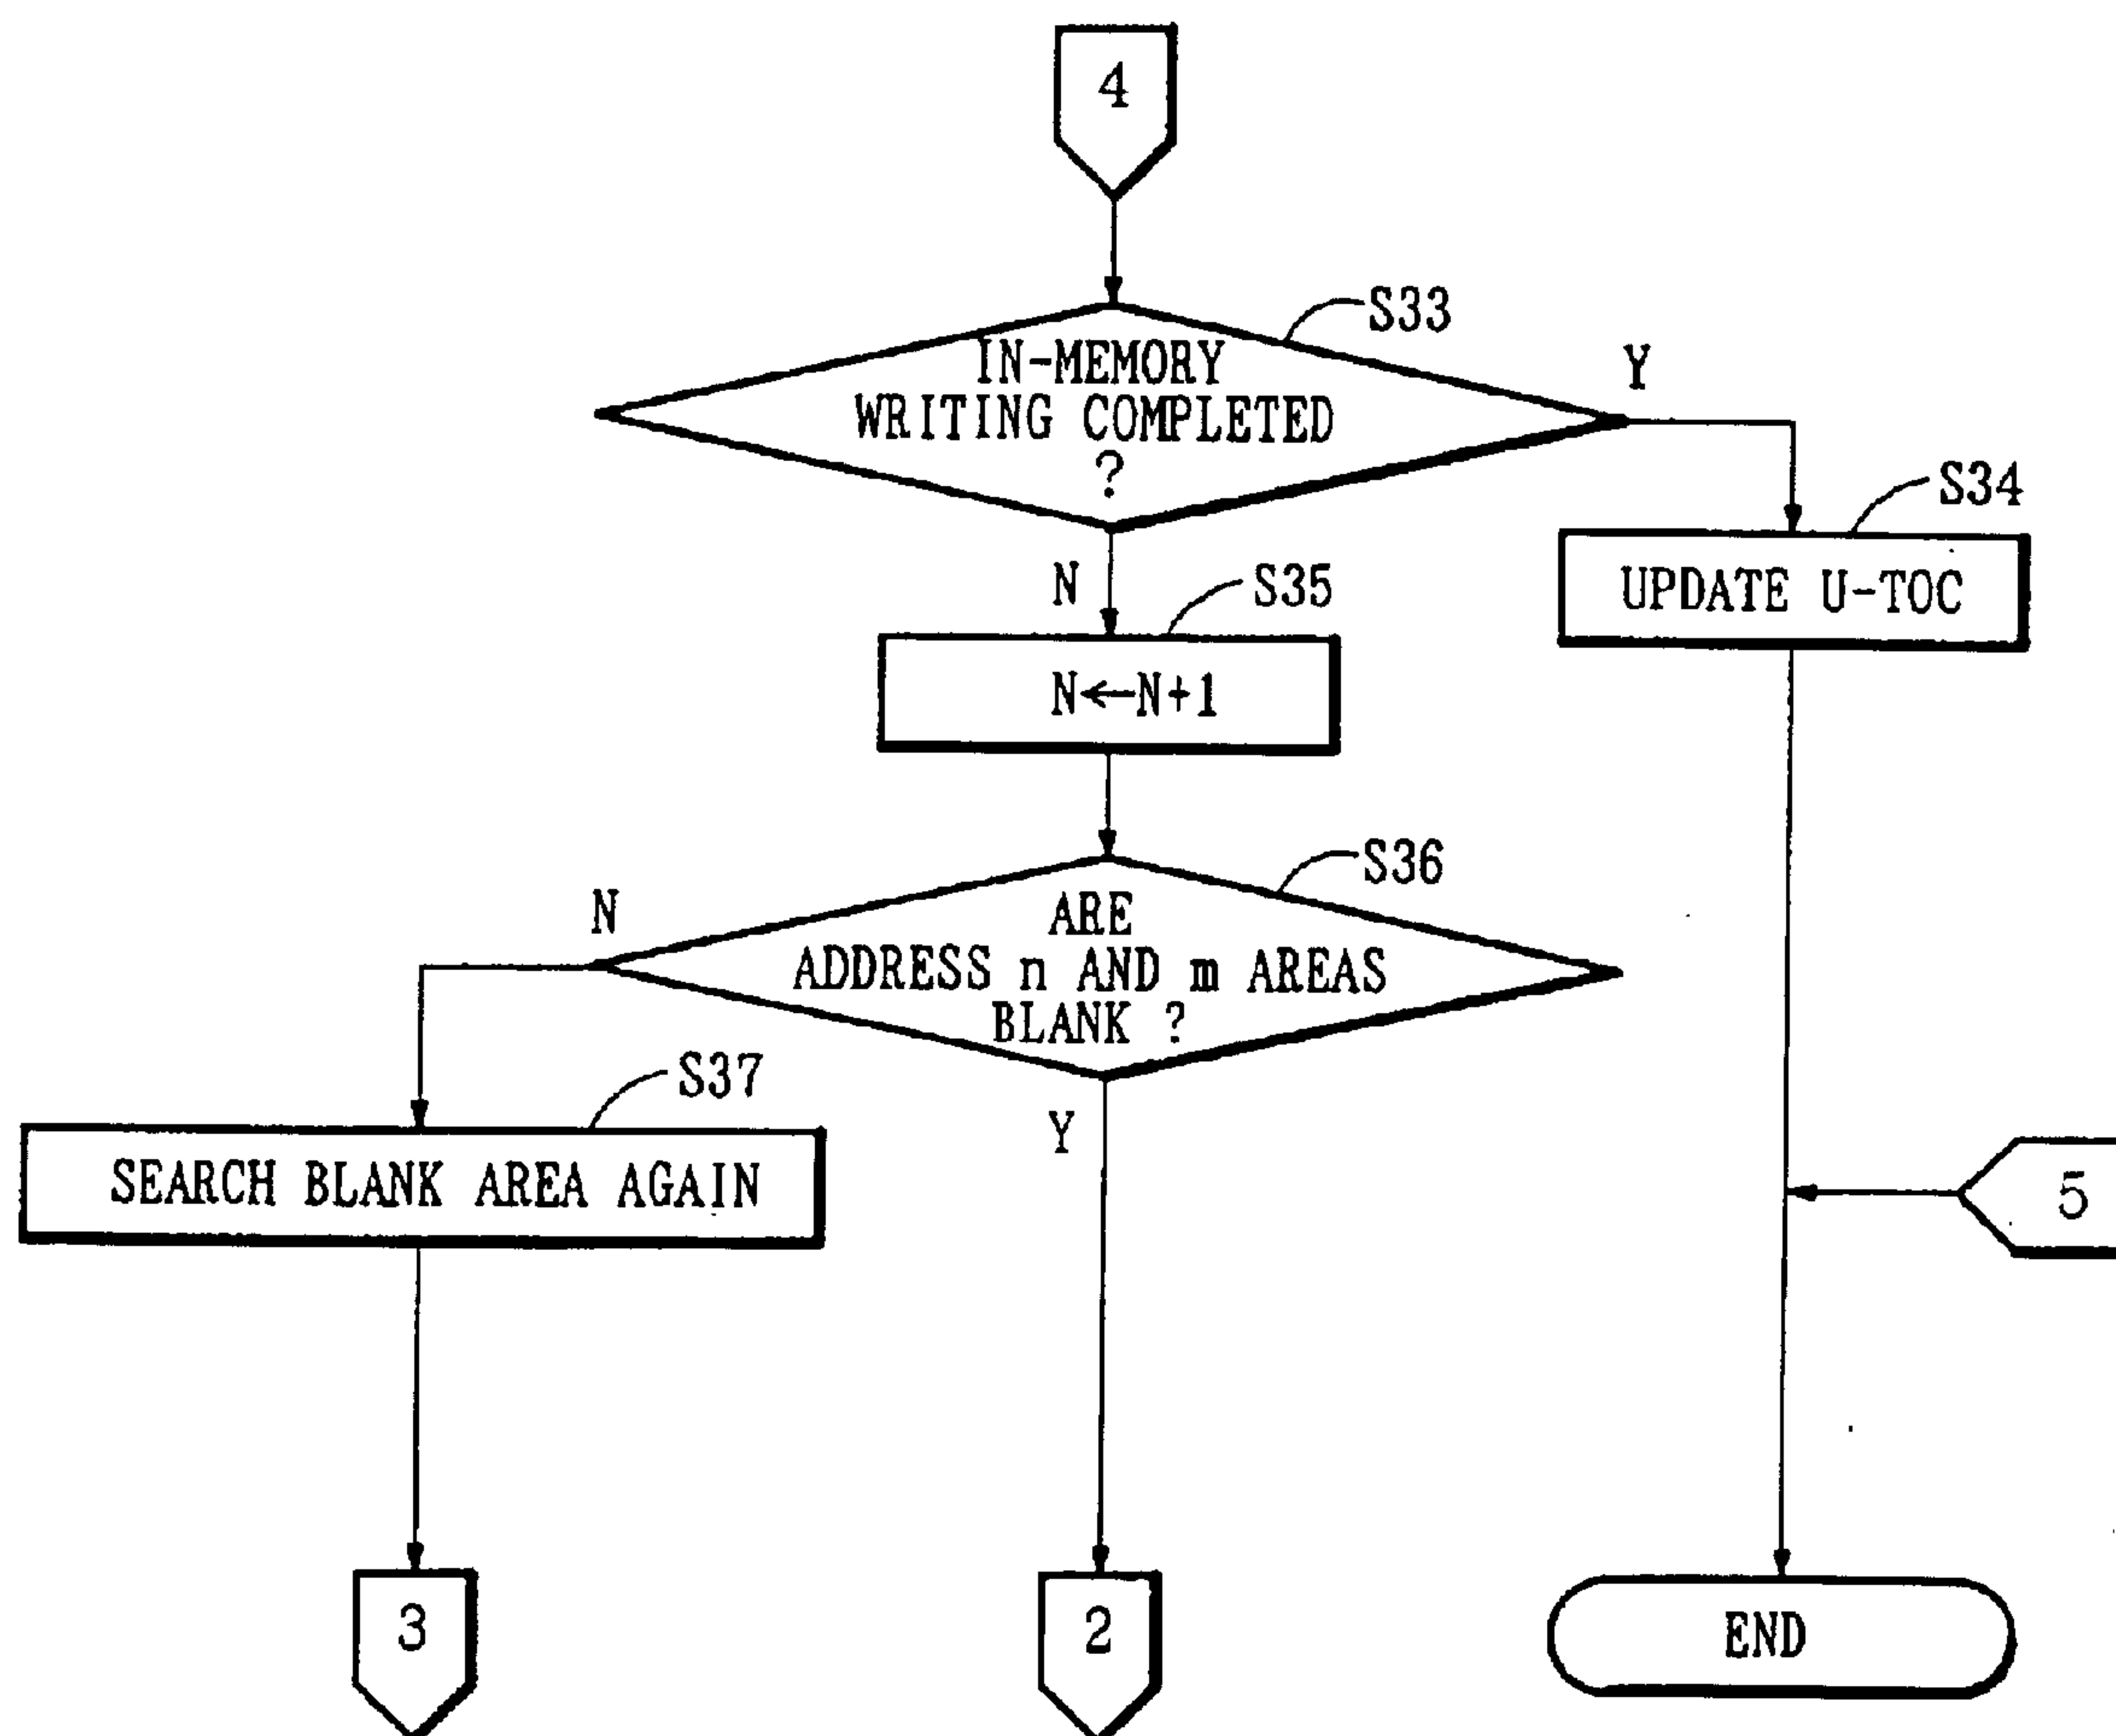 4
S33
IN-MEMORY
WRITING COMPLETED
?
Y
S34
UPDATE U-TOC
N
S35
N←N+1
S36
ARE
ADDRESS n AND m AREAS
BLANK ?
N
S37
SEARCH BLANK AREA AGAIN
Y
5
3
2
END